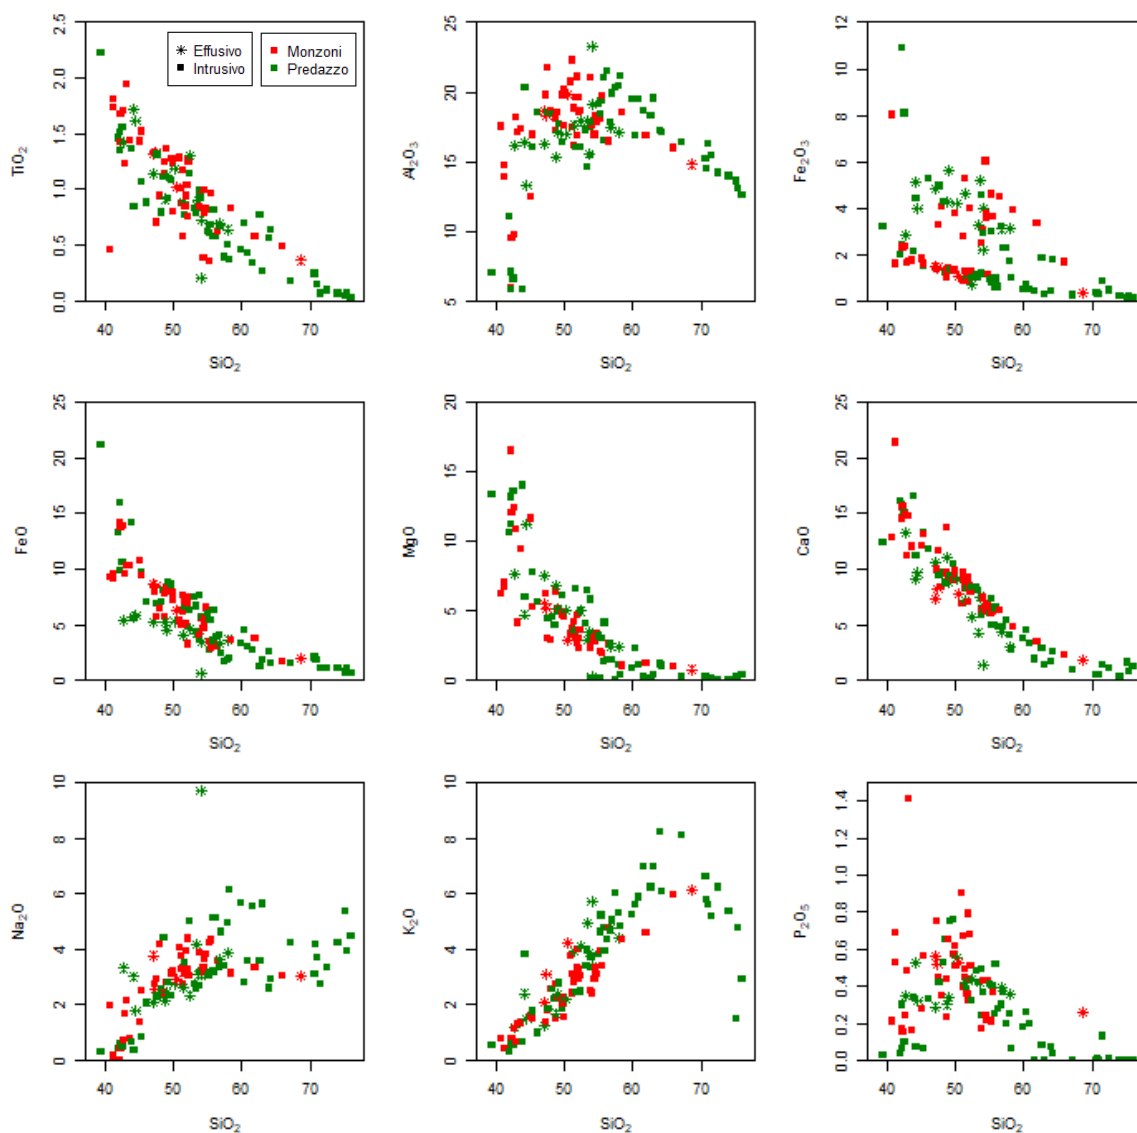 2.5
2.0
1.5
1.0
0.5
0.0
TiO2
40 50 60 70
SiO2
Effusivo
Intrusivo
Monzoni
Predazzo
25
20
15
10
5
Al2O3
40 50 60 70
SiO2
12
10
8
6
4
2
0
Fe2O3
40 50 60 70
SiO2
25
20
15
10
5
0
FeO
40 50 60 70
SiO2
20
15
10
5
0
MgO
40 50 60 70
SiO2
25
20
15
10
5
0
CaO
40 50 60 70
SiO2
10
8
6
4
2
0
Na2O
40 50 60 70
SiO2
10
8
6
4
2
0
K2O
40 50 60 70
SiO2
1.4
1.2
1.0
0.8
0.6
0.4
0.2
0.0
P2O5
40 50 60 70
SiO2